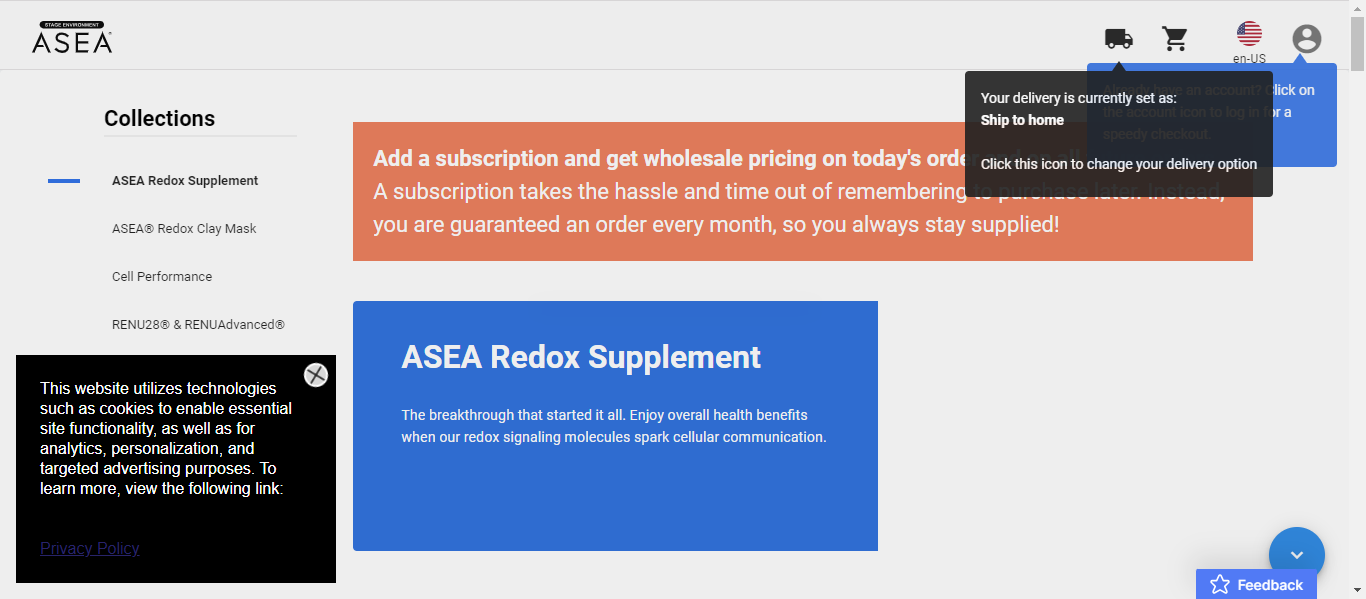 STAGE ENVIRONMENT
ASEA
en-US
Already have an account? Click on
the account icon to log in for a
speedy checkout.
Your delivery is currently set as:
Ship to home
Click this icon to change your delivery option
Collections
ASEA Redox Supplement
ASEA® Redox Clay Mask
Cell Performance
RENU28® & RENUAdvanced®
Add a subscription and get wholesale pricing on today's order
A subscription takes the hassle and time out of remembering to purchase later. Instead,
you are guaranteed an order every month, so you always stay supplied!
ASEA Redox Supplement
The breakthrough that started it all. Enjoy overall health benefits
when our redox signaling molecules spark cellular communication.
This website utilizes technologies
such as cookies to enable essential
site functionality, as well as for
analytics, personalization, and
targeted advertising purposes. To
learn more, view the following link:
Privacy Policy
Feedback